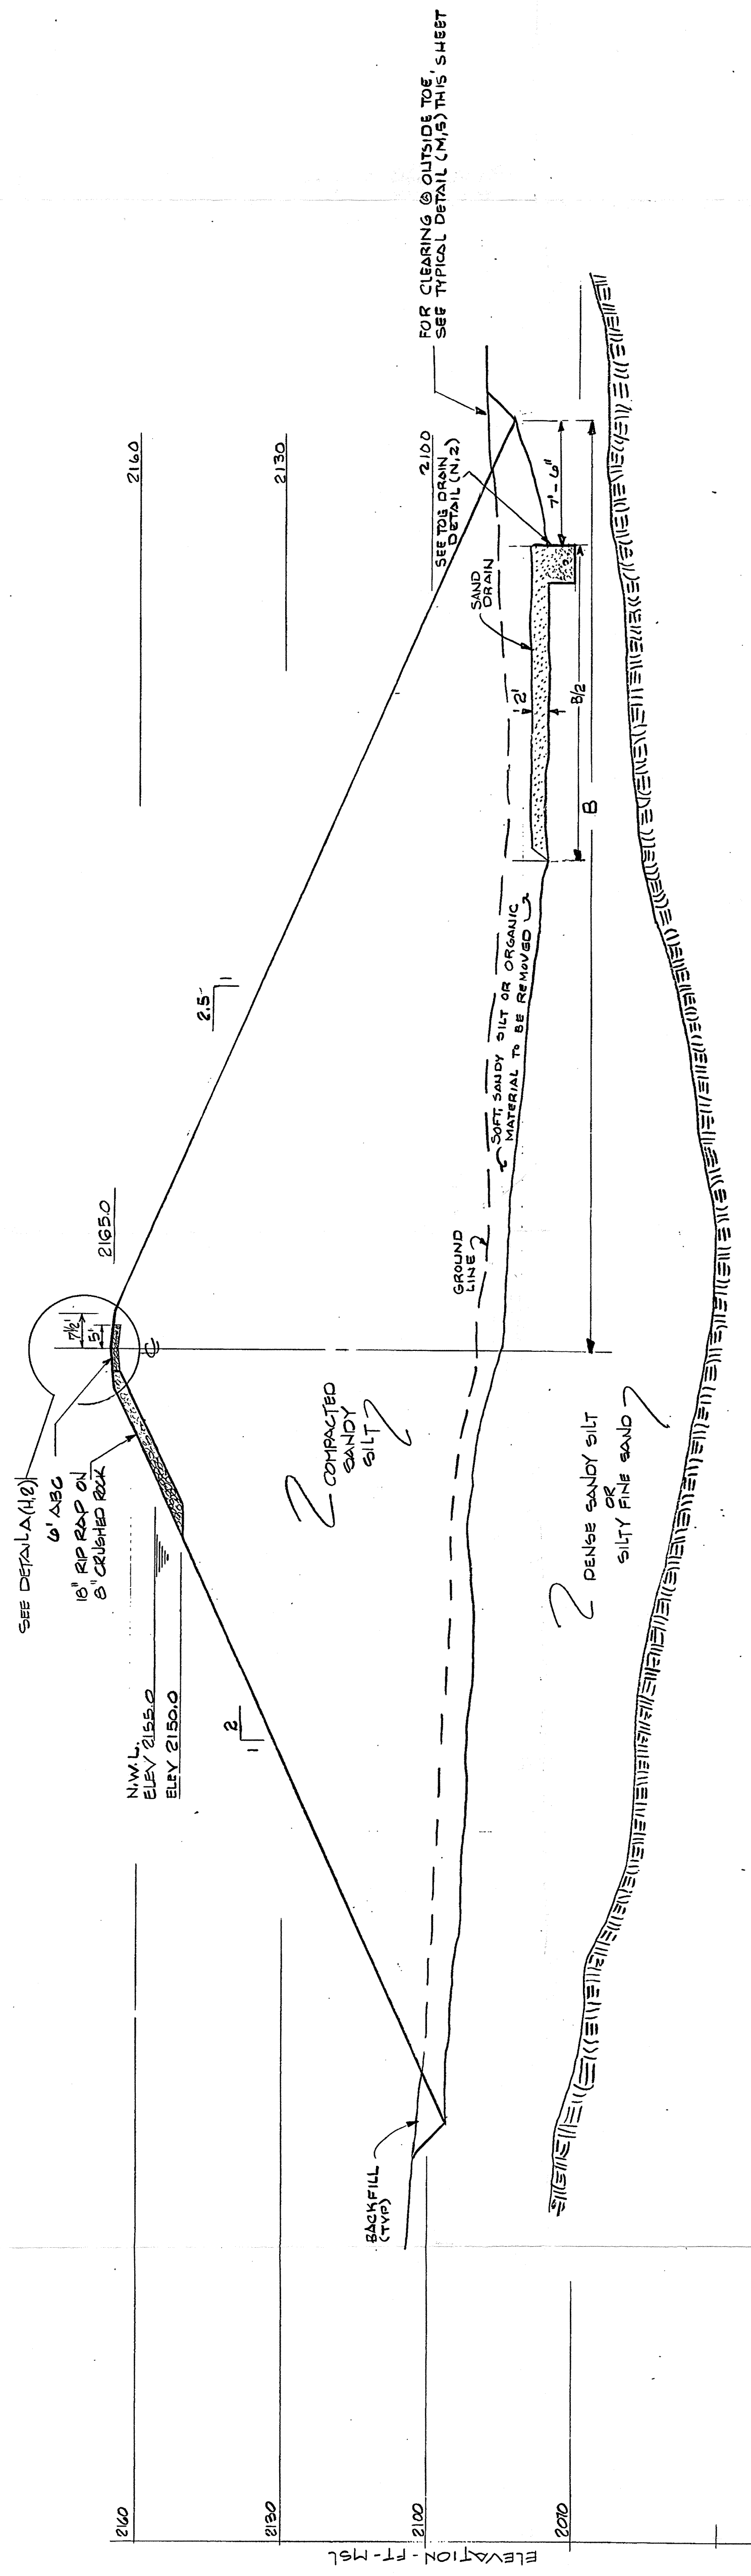 SEE DETAIL A(H,2)
6" ABC
18" RIP RAP ON
8" CRUSHED ROCK
N.W.L.
ELEV 2155.0
ELEV 2150.0
7½'
5'
2165.0
2160
2130
2100
2070
ELEVATION - FT - MSL
2160
2130
2100
2
1
2.5
1
℄
COMPACTED
SANDY
SILT
GROUND
LINE
SOFT, SANDY SILT OR ORGANIC
MATERIAL TO BE REMOVED
SAND
DRAIN
2'
SEE TOE DRAIN
DETAIL (N,2)
FOR CLEARING @ OUTSIDE TOE,
SEE TYPICAL DETAIL (M,5) THIS SHEET
7'-6"
B/2
B
BACKFILL
(TYP)
DENSE SANDY SILT
OR
SILTY FINE SAND